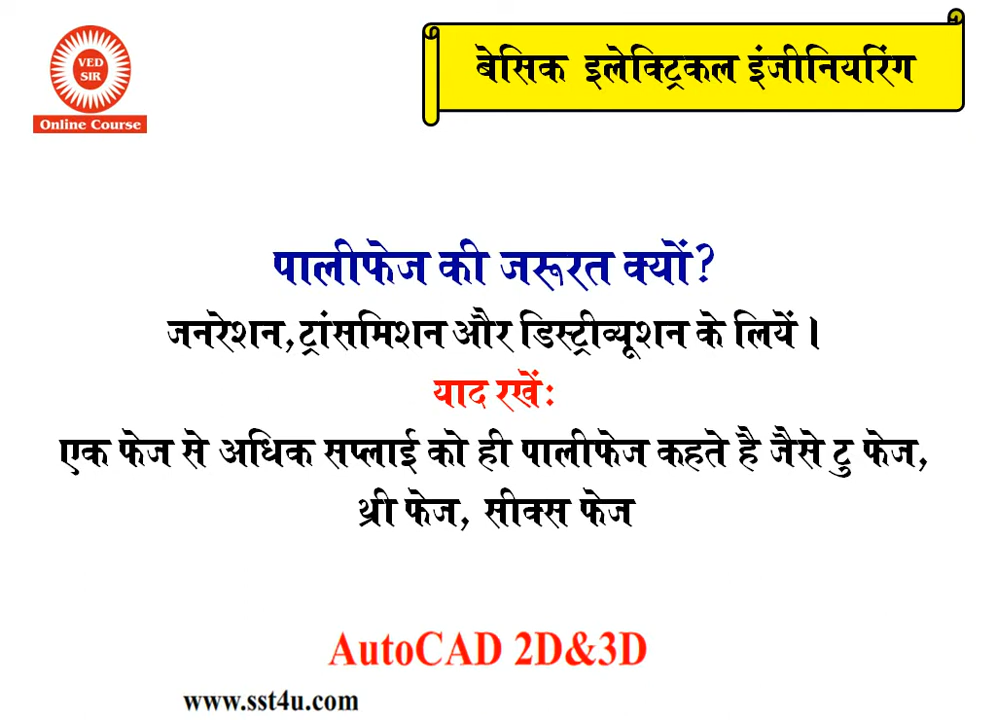 VED
SIR
Online Course
बेसिक इलेक्ट्रिकल इंजीनियरिंग
पालीफेज की जरूरत क्यों?
जनरेशन,ट्रांसमिशन और डिस्ट्रीव्यूशन के लियें ।
याद रखें:
एक फेज से अधिक सप्लाई को ही पालीफेज कहते है जैसे टु फेज,
थ्री फेज, सीक्स फेज
AutoCAD 2D&3D
www.sst4u.com